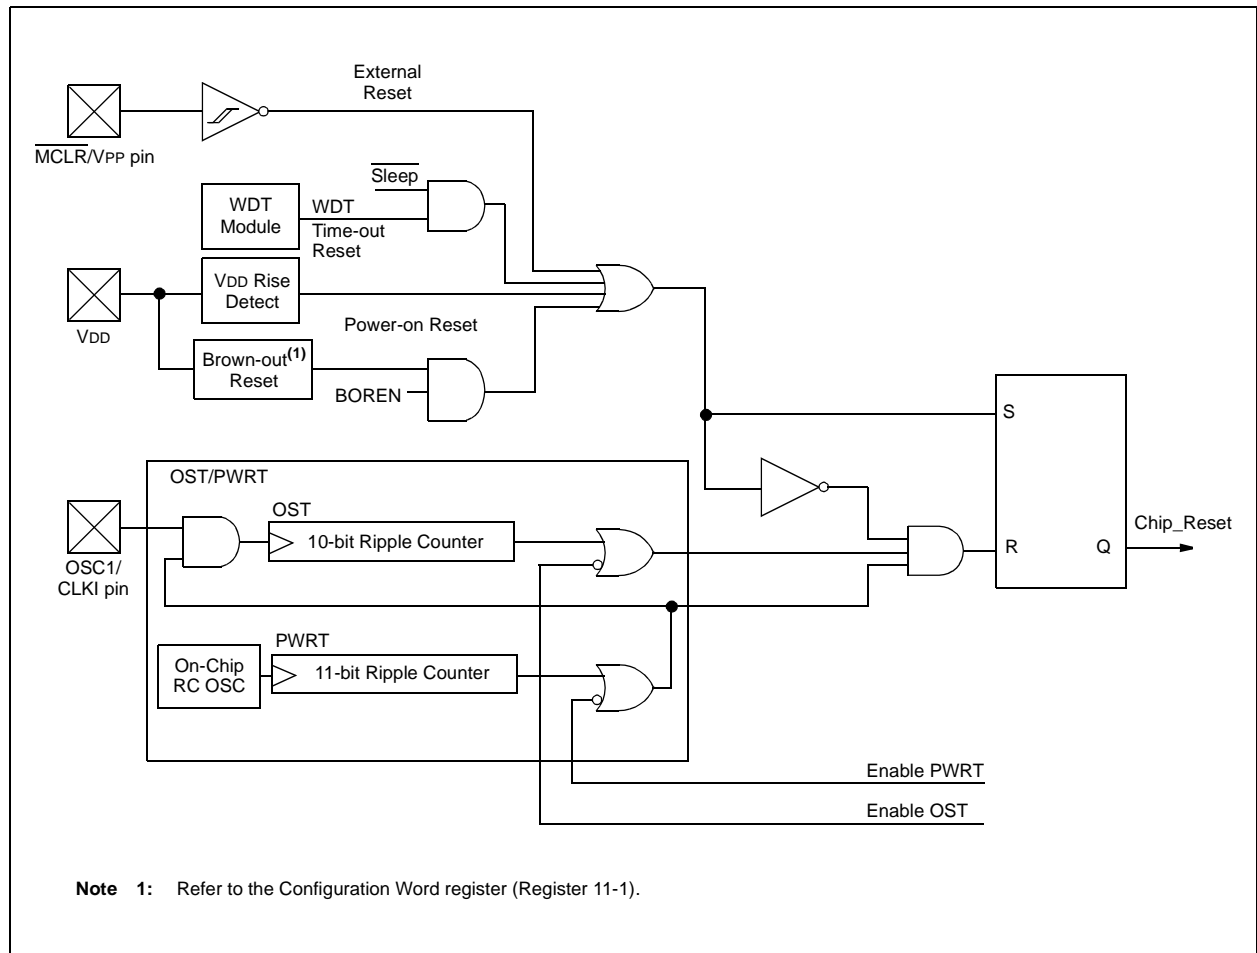 External
Reset
MCLR/VPP pin
Sleep
WDT
Module
WDT
Time-out
Reset
VDD
VDD Rise
Detect
Power-on Reset
Brown-out(1)
Reset
BOREN
S
R
Q
Chip_Reset
OST/PWRT
OSC1/
CLKI pin
OST
10-bit Ripple Counter
PWRT
On-Chip
RC OSC
11-bit Ripple Counter
Enable PWRT
Enable OST
Note 1: Refer to the Configuration Word register (Register 11-1).